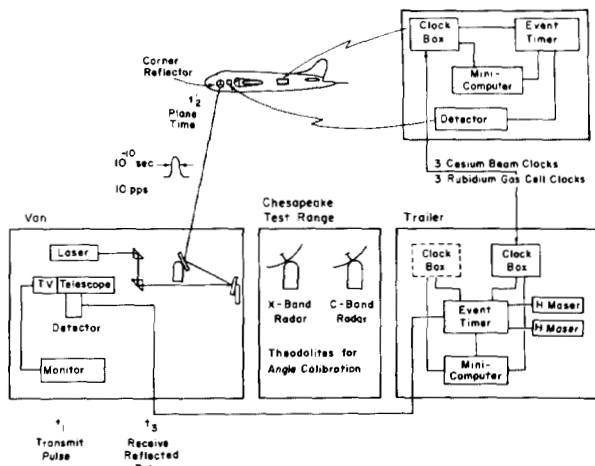 Clock
Box
Event
Timer
Mini-
Computer
Detector
Corner
Reflector
t'2
Plane
Time
10^-10 sec
10 pps
3 Cesium Beam Clocks
3 Rubidium Gas Cell Clocks
Van
Laser
TV
Telescope
Detector
Monitor
Chesapeake
Test Range
X-Band
Radar
C-Band
Radar
Theodolites for
Angle Calibration
Trailer
Clock
Box
Clock
Box
Event
Timer
H Maser
H Maser
Mini-
Computer
t1
Transmit
Pulse
t3
Receive
Reflected